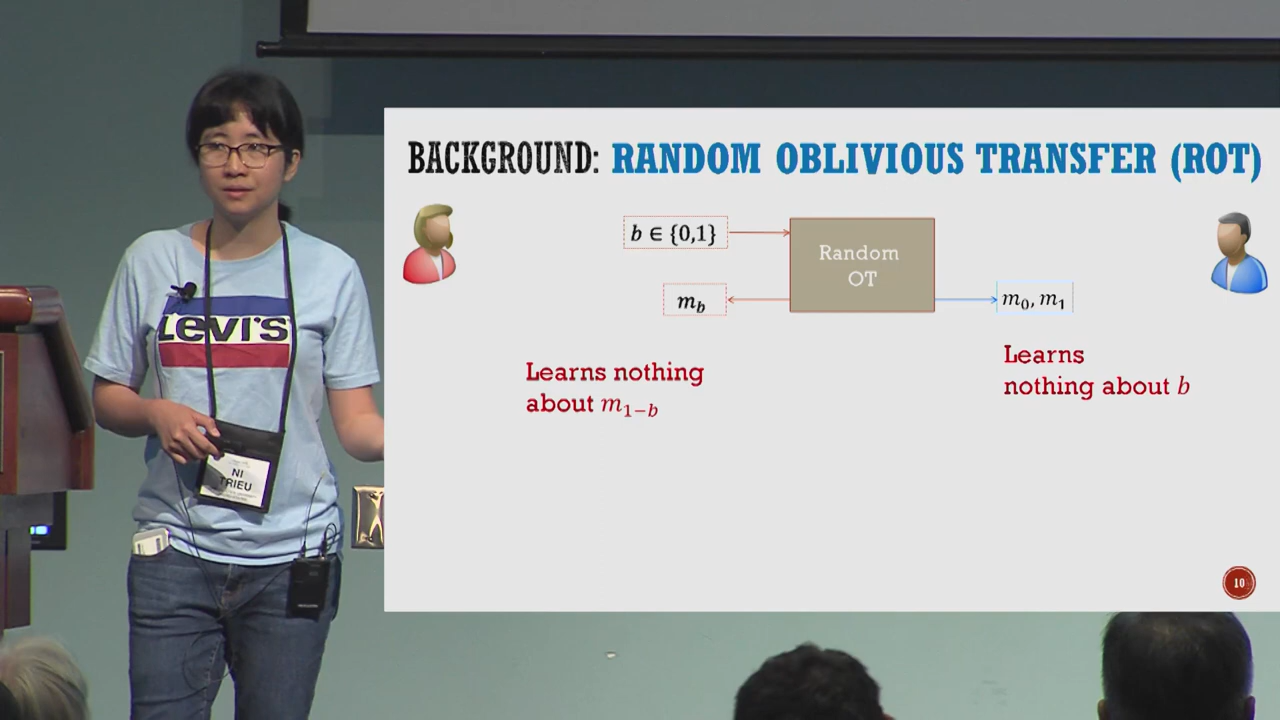 BACKGROUND: RANDOM OBLIVIOUS TRANSFER (ROT)
b ∈ {0,1}
Random
OT
m_b
m_0, m_1
Learns nothing
about m_{1-b}
Learns
nothing about b
10
Levi's
NI
TRIEU